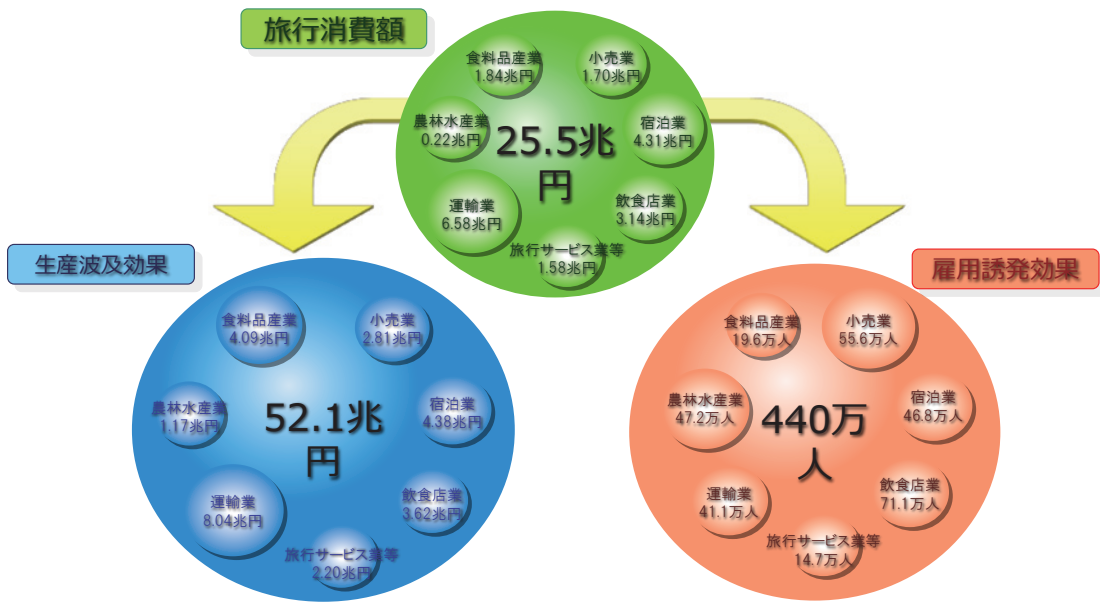 旅行消費額
食料品産業
1.84兆円
小売業
1.70兆円
農林水産業
0.22兆円
25.5兆
円
宿泊業
4.31兆円
運輸業
6.58兆円
飲食店業
3.14兆円
旅行サービス業等
1.58兆円
生産波及効果
食料品産業
4.09兆円
小売業
2.81兆円
農林水産業
1.17兆円
52.1兆
円
宿泊業
4.38兆円
運輸業
8.04兆円
飲食店業
3.62兆円
旅行サービス業等
2.20兆円
雇用誘発効果
食料品産業
19.6万人
小売業
55.6万人
農林水産業
47.2万人
440万
人
宿泊業
46.8万人
運輸業
41.1万人
飲食店業
71.1万人
旅行サービス業等
14.7万人